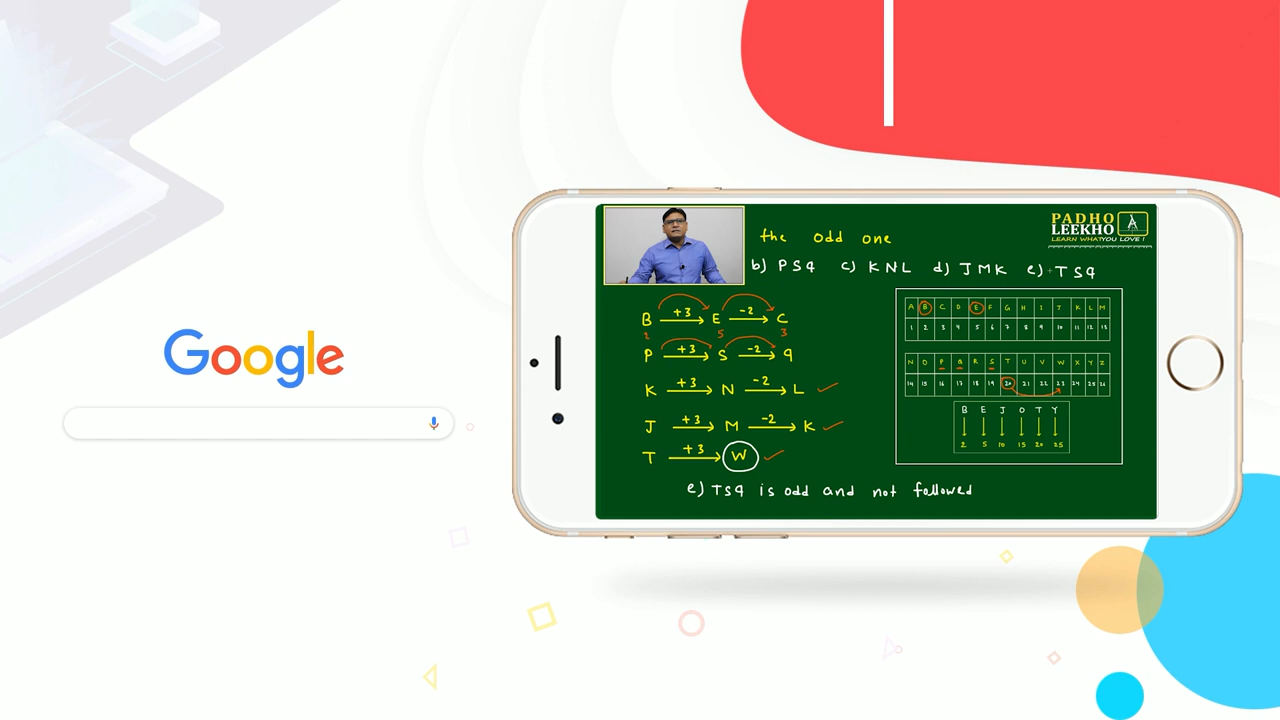 Google
PADHO
LEEKHO
LEARN WHAT YOU LOVE !
the odd one
b) PSq c) KNL d) JMK e) TSq
B +3 E -2 C
2 5 3
P +3 S -2 q
K +3 N -2 L
J +3 M -2 K
T +3 W
e) TSq is odd and not followed
A B C D E F G H I J K L M
1 2 3 4 5 6 7 8 9 10 11 12 13
N O P Q R S T U V W X Y Z
14 15 16 17 18 19 20 21 22 23 24 25 26
B E J O T Y
2 5 10 15 20 25